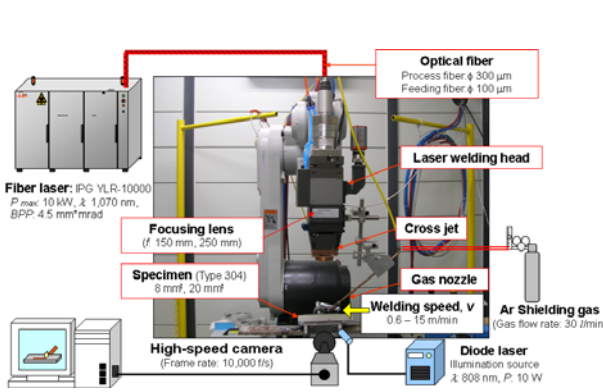 Optical fiber
Process fiber:ϕ 300 μm
Feeding fiber:ϕ 100 μm
Laser welding head
Fiber laser: IPG YLR-10000
P max: 10 kW, λ: 1,070 nm,
BPP: 4.5 mm*mrad
Focusing lens
(f: 150 mm, 250 mm)
Cross jet
Specimen (Type 304)
8 mmt, 20 mmt
Gas nozzle
Welding speed, v
0.6 – 15 m/min
Ar Shielding gas
(Gas flow rate: 30 l/min)
High-speed camera
(Frame rate: 10,000 f/s)
Diode laser
Illumination source
λ: 808 nm, P: 10 W